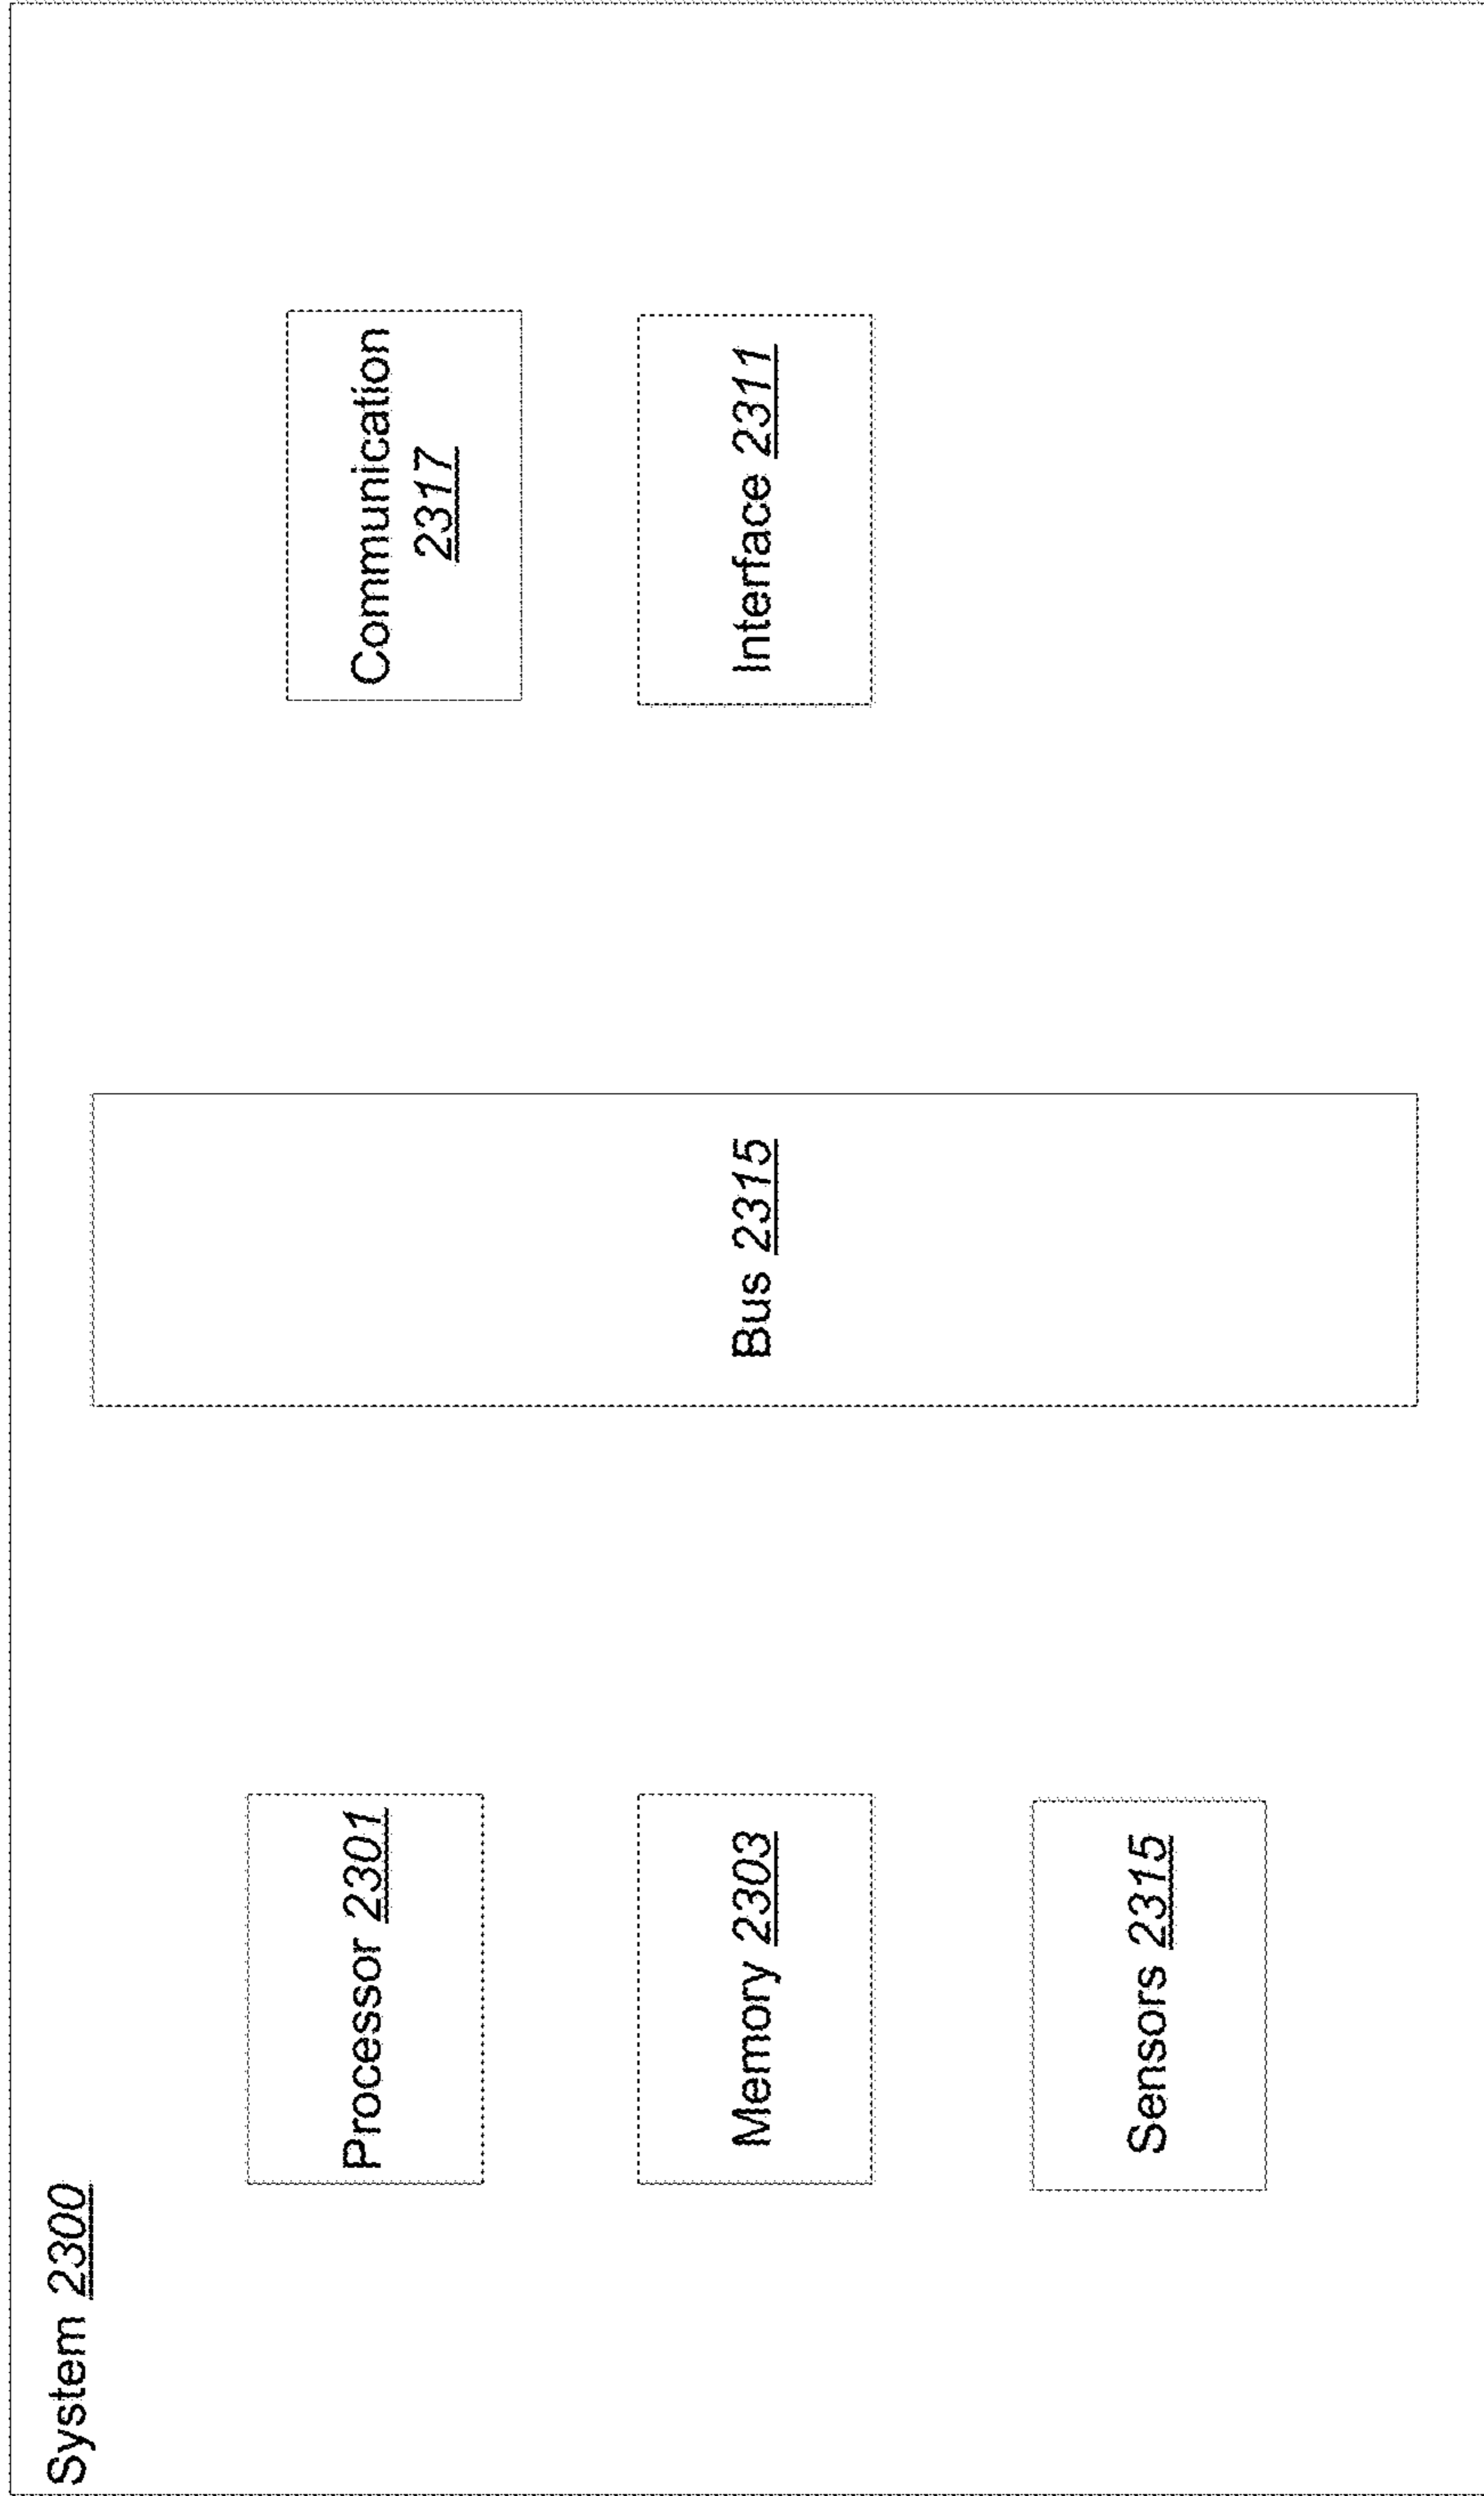 System 2300
Processor 2301
Communication
2317
Memory 2303
Bus 2315
Interface 2311
Sensors 2315